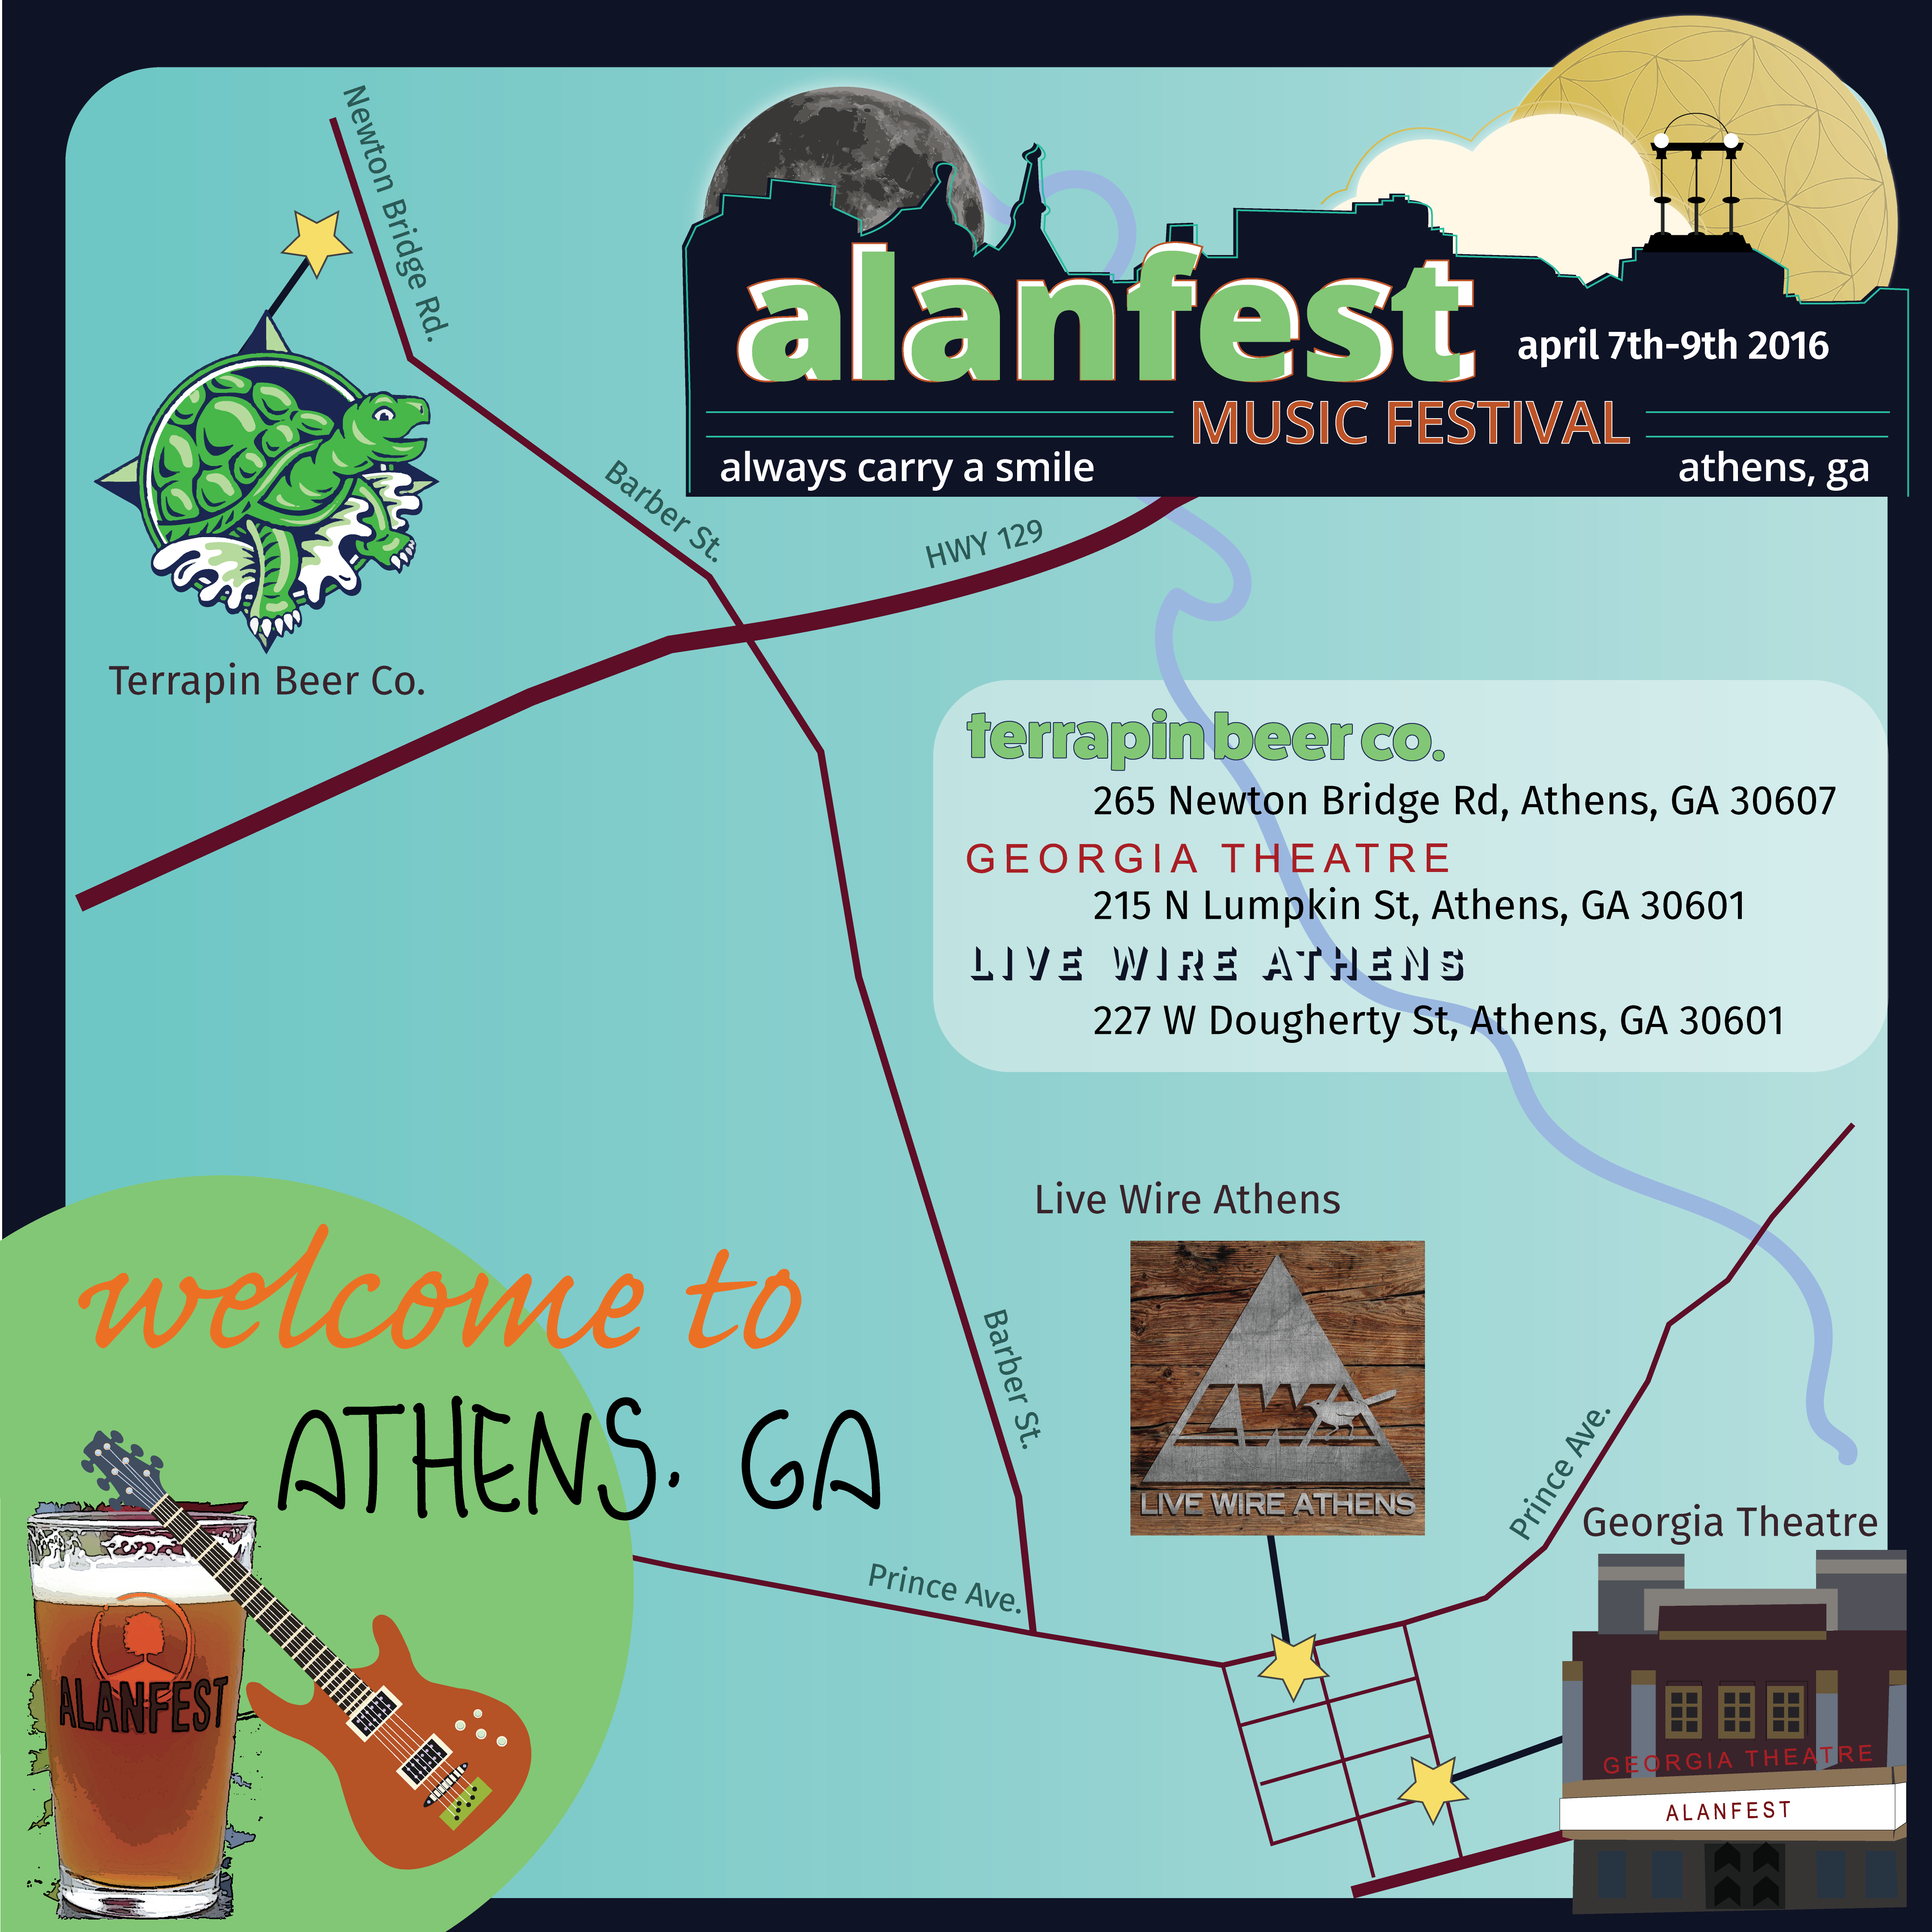 Newton Bridge Rd.
alanfest
april 7th-9th 2016
MUSIC FESTIVAL
always carry a smile
athens, ga
Barber St.
HWY 129
Terrapin Beer Co.
terrapin beer co.
265 Newton Bridge Rd, Athens, GA 30607
GEORGIA THEATRE
215 N Lumpkin St, Athens, GA 30601
LIVE WIRE ATHENS
227 W Dougherty St, Athens, GA 30601
Live Wire Athens
LWA
LIVE WIRE ATHENS
welcome to
ATHENS. GA
Barber St.
Prince Ave.
Prince Ave.
Georgia Theatre
GEORGIA THEATRE
ALANFEST
ALANFEST